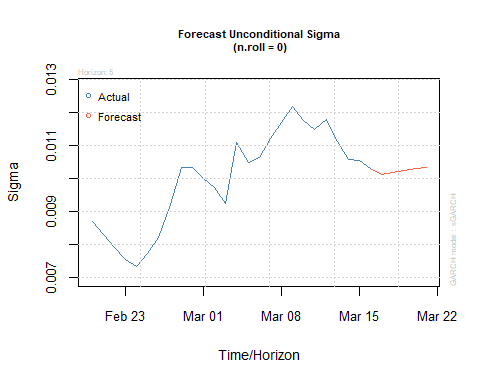 Forecast Unconditional Sigma
(n.roll = 0)
Horizon: 5
Actual
Forecast
0.013
0.011
0.009
0.007
Sigma
GARCH model : sGARCH
Feb 23
Mar 01
Mar 08
Mar 15
Mar 22
Time/Horizon